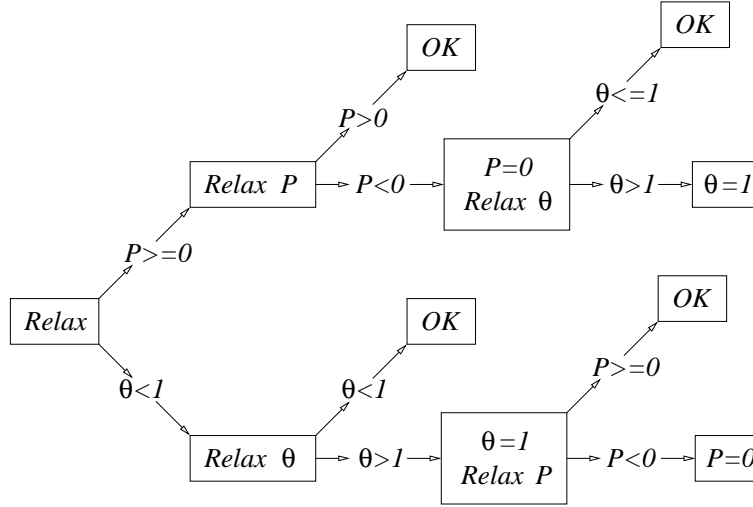 OK
OK
P>0
θ<=1
Relax P
P<0
P=0
Relax θ
θ>1
θ=1
P>=0
Relax
OK
OK
θ<1
θ<1
P>=0
Relax θ
θ>1
θ=1
Relax P
P<0
P=0